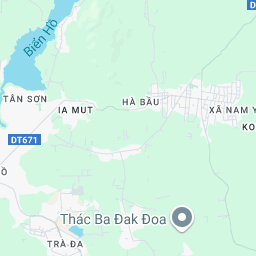 Biển Hồ
TÂN SƠN
IA MUT
HÀ BẦU
XÃ NAM Y
KO
DT671
Ồ
Thác Ba Đak Đoa
TRÀ ĐA